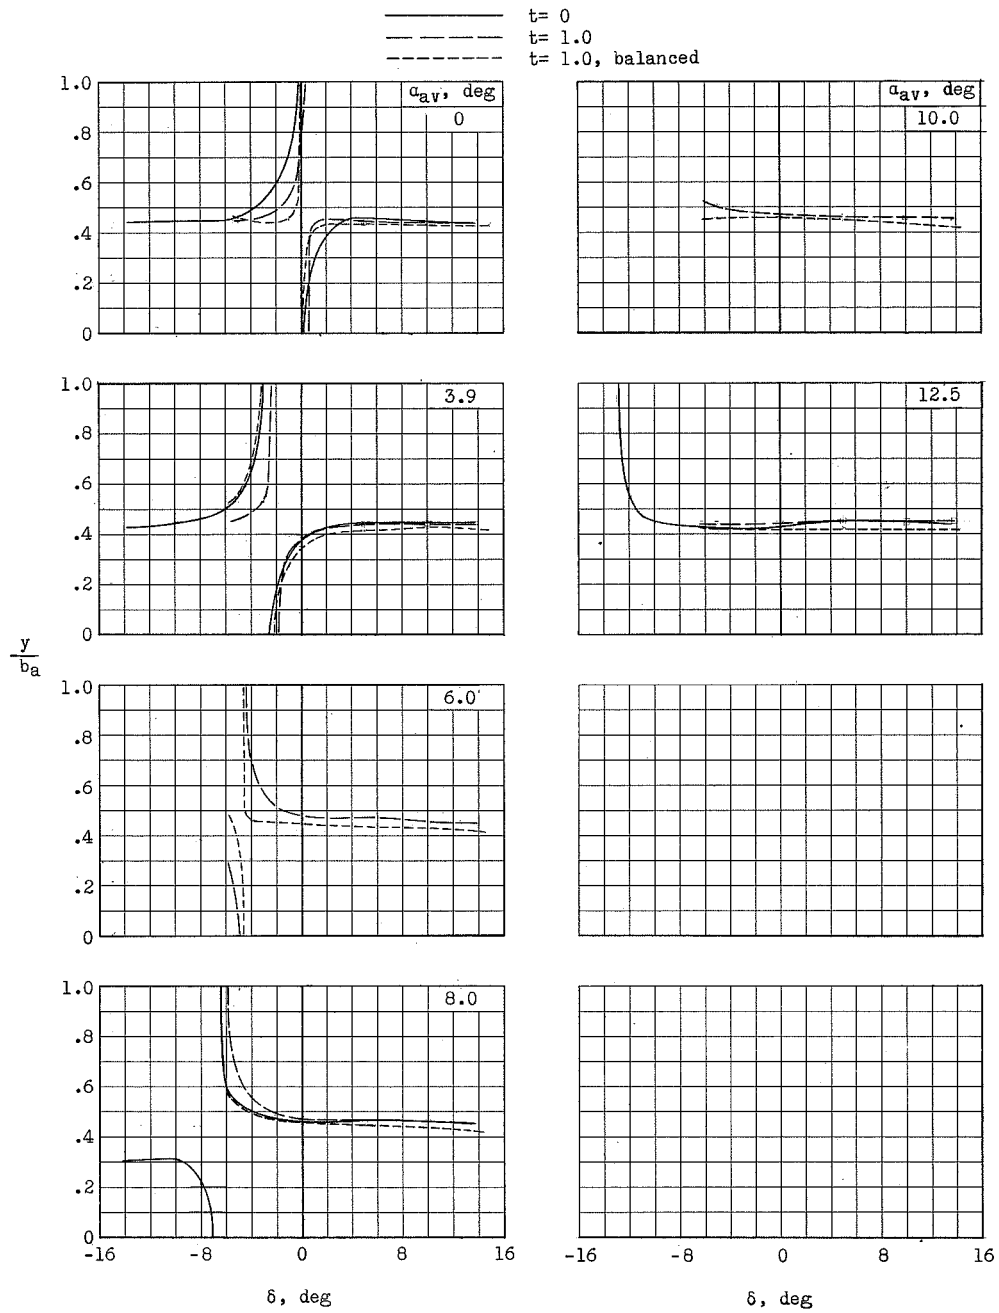 t= 0
t= 1.0
t= 1.0, balanced
1.0
.8
.6
.4
.2
0
αav, deg
0
αav, deg
10.0
1.0
.8
.6
.4
.2
0
3.9
12.5
y
ba
1.0
.8
.6
.4
.2
0
6.0
1.0
.8
.6
.4
.2
0
8.0
-16 -8 0 8 16
-16 -8 0 8 16
δ, deg
δ, deg